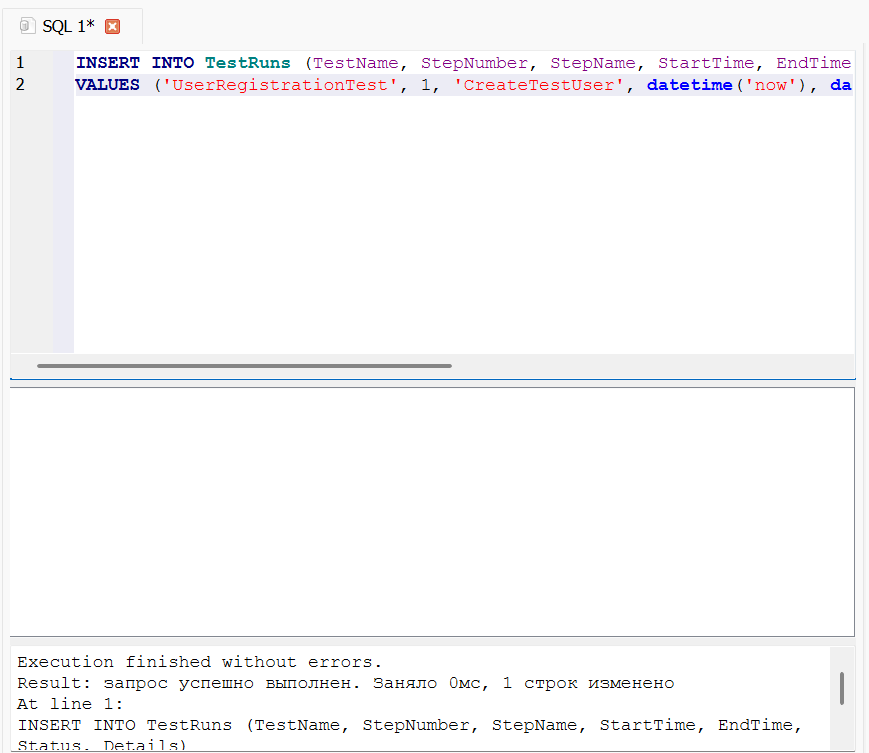 SQL 1*
1 INSERT INTO TestRuns (TestName, StepNumber, StepName, StartTime, EndTime
2 VALUES ('UserRegistrationTest', 1, 'CreateTestUser', datetime('now'), da
Execution finished without errors.
Result: запрос успешно выполнен. Заняло 0мс, 1 строк изменено
At line 1:
INSERT INTO TestRuns (TestName, StepNumber, StepName, StartTime, EndTime,
Status, Details)